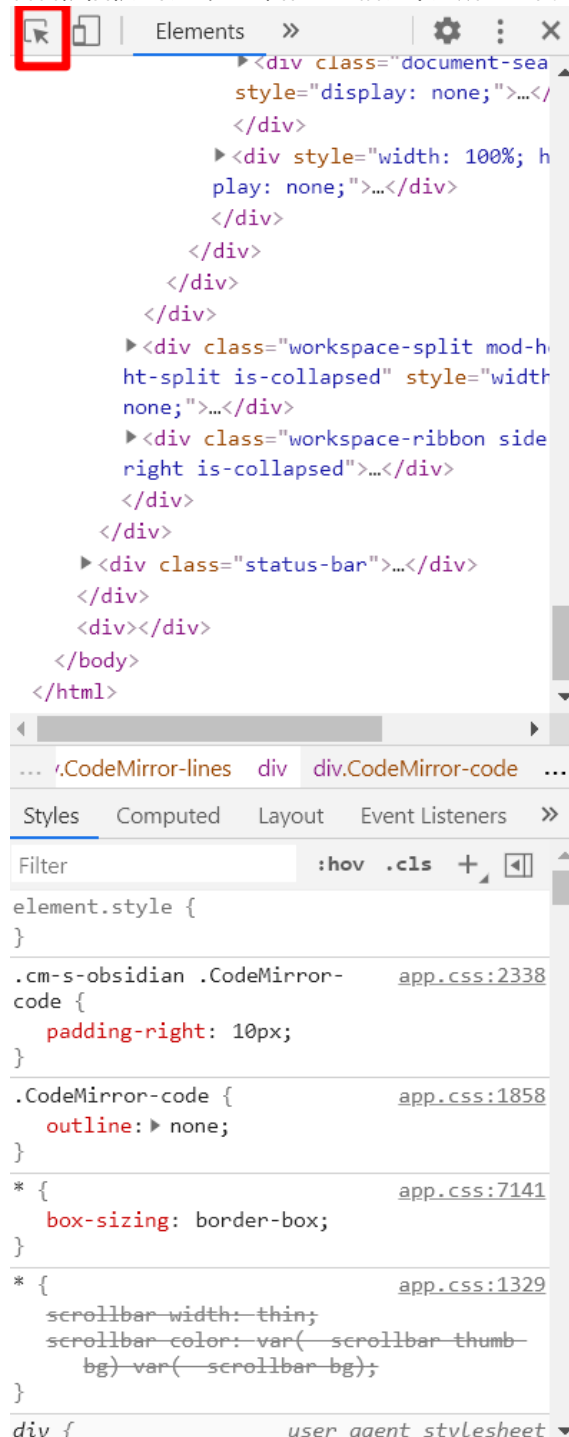 Elements »
▶<div class="document-sea
style="display: none;">…</
</div>
▶<div style="width: 100%; h
play: none;">…</div>
</div>
</div>
</div>
</div>
▶<div class="workspace-split mod-h
ht-split is-collapsed" style="width
none;">…</div>
▶<div class="workspace-ribbon side
right is-collapsed">…</div>
</div>
</div>
▶<div class="status-bar">…</div>
</div>
<div></div>
</body>
</html>
... .CodeMirror-lines div div.CodeMirror-code ...
Styles Computed Layout Event Listeners »
Filter :hov .cls +
element.style {
}
.cm-s-obsidian .CodeMirror- app.css:2338
code {
padding-right: 10px;
}
.CodeMirror-code { app.css:1858
outline:▶ none;
}
* { app.css:7141
box-sizing: border-box;
}
* { app.css:1329
scrollbar-width: thin;
scrollbar-color: var(--scrollbar-thumb-
bg) var(--scrollbar-bg);
}
div { user agent stylesheet